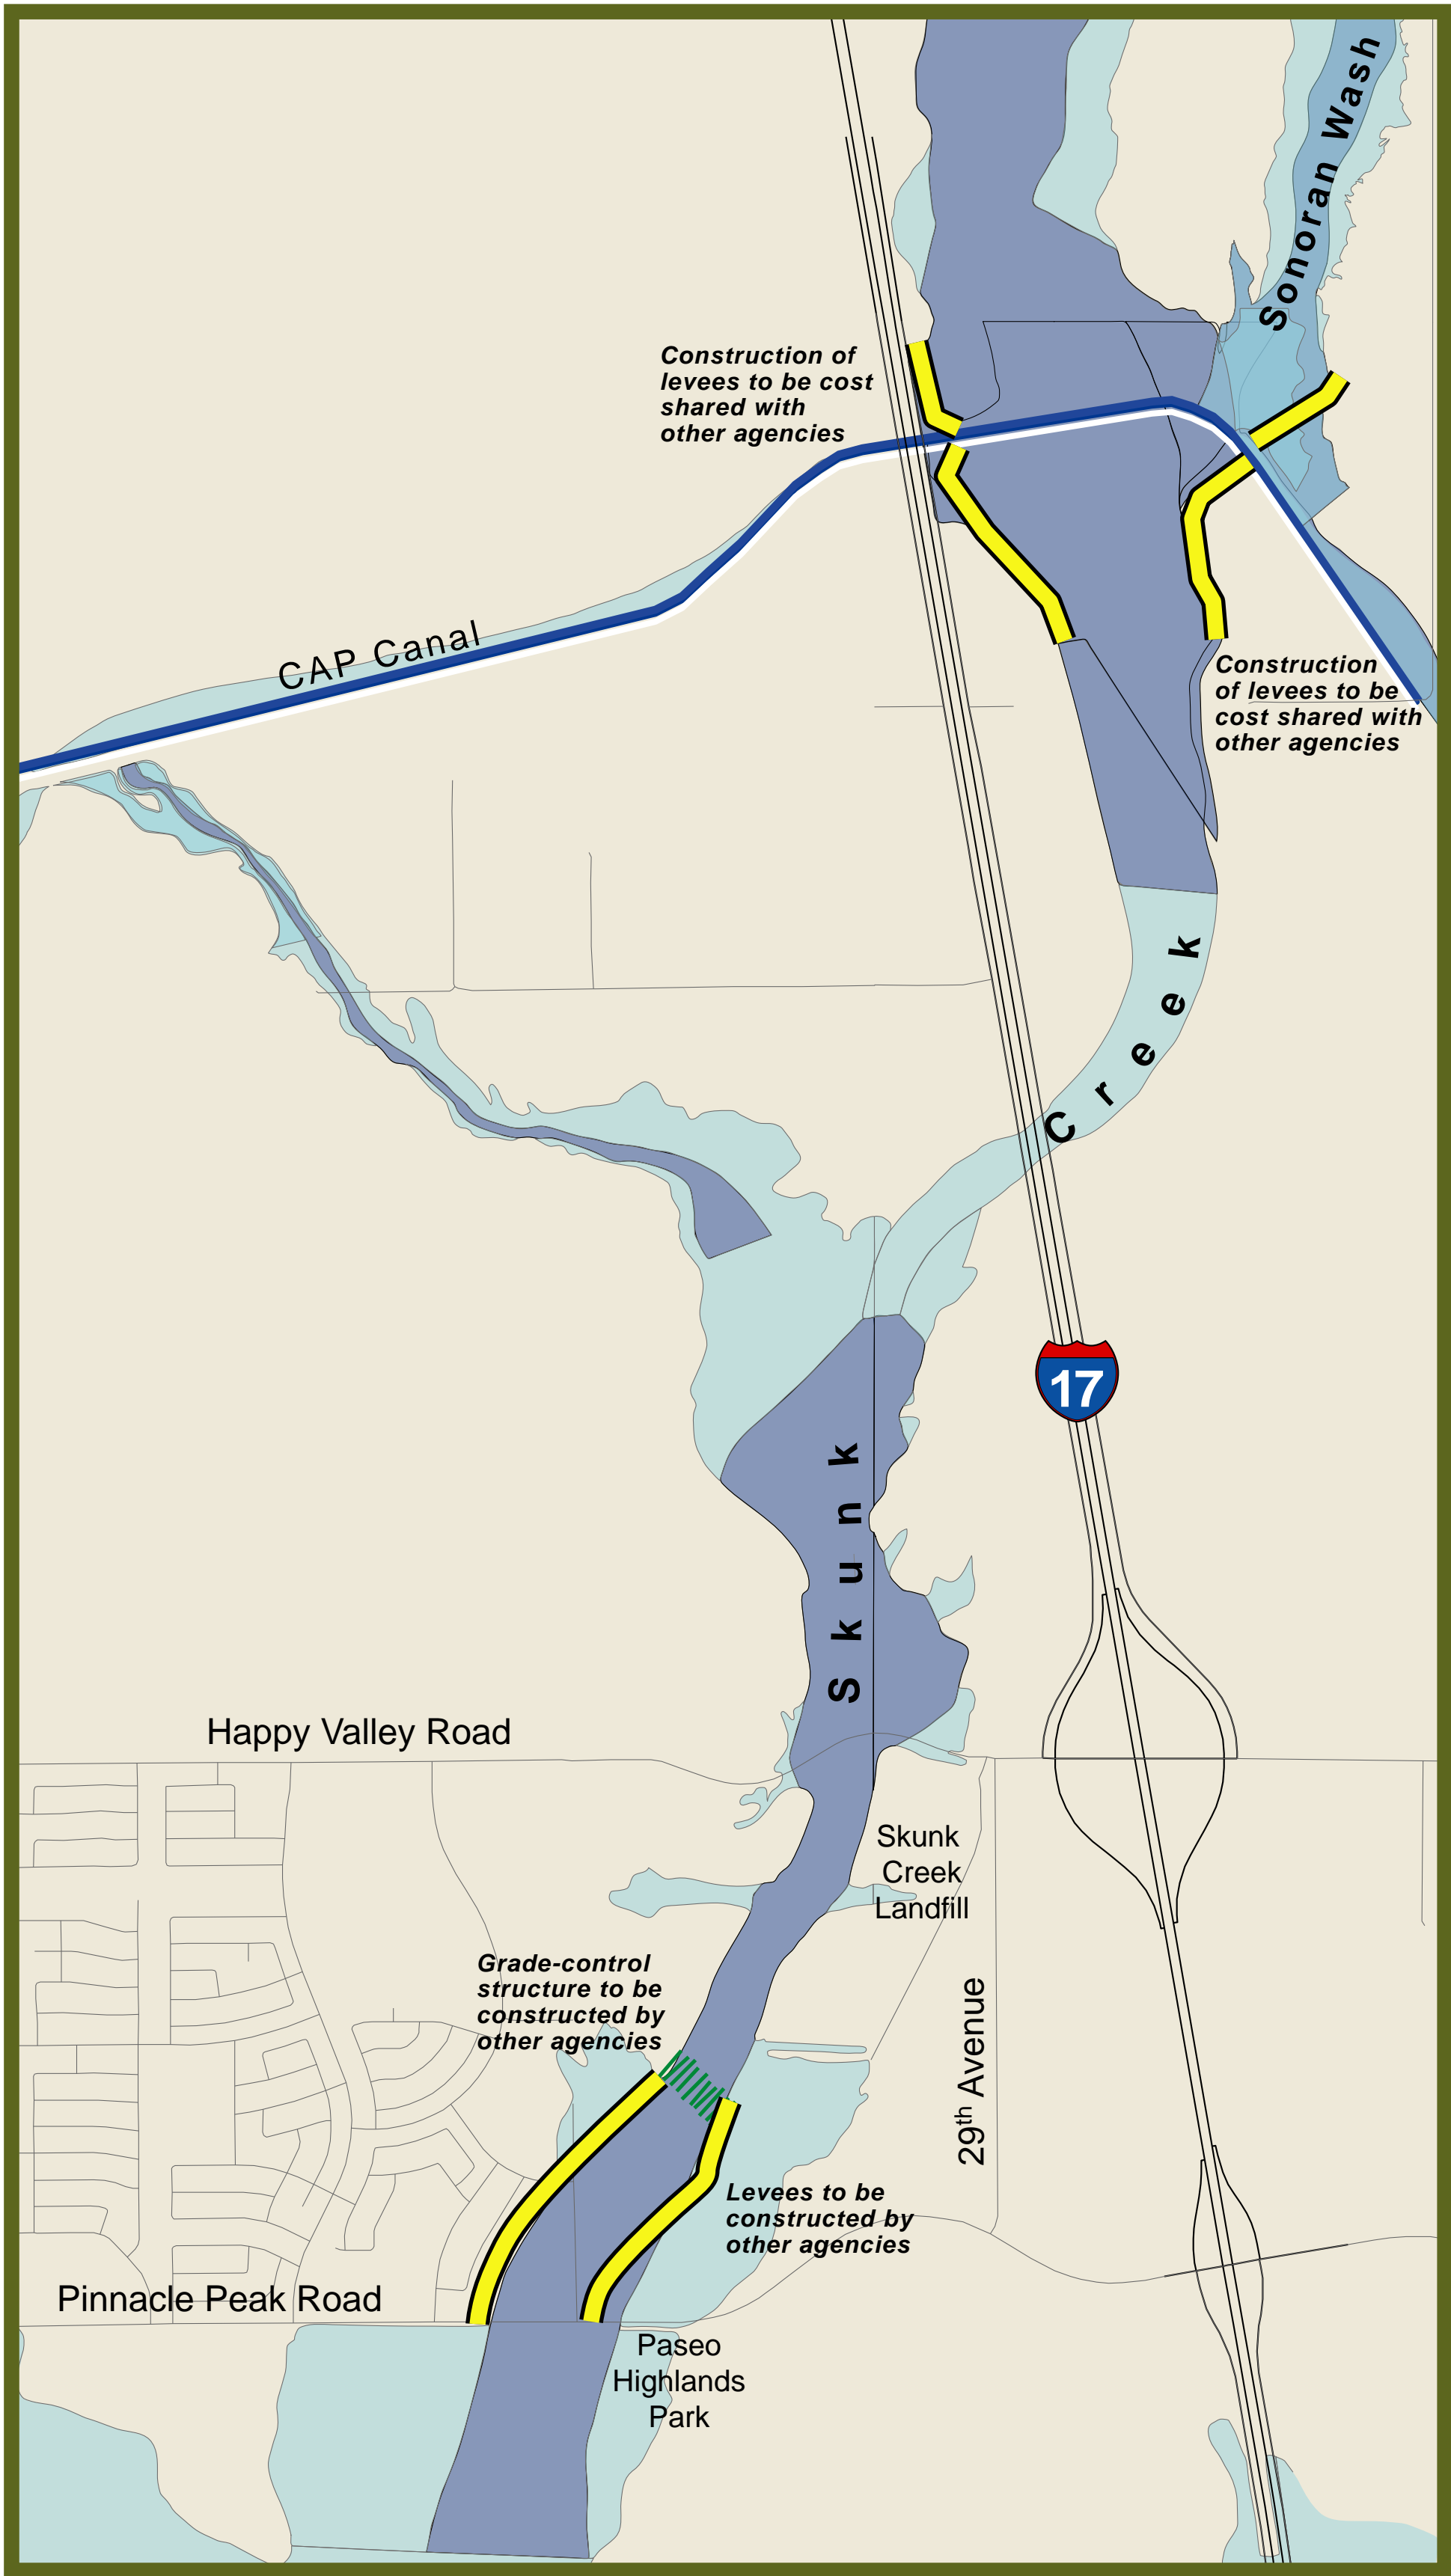 Sonoran Wash
Construction of
levees to be cost
shared with
other agencies
CAP Canal
Construction
of levees to be
cost shared with
other agencies
Skunk Creek
17
Happy Valley Road
Skunk
Creek
Landfill
Grade-control
structure to be
constructed by
other agencies
29th Avenue
Levees to be
constructed by
other agencies
Pinnacle Peak Road
Paseo
Highlands
Park